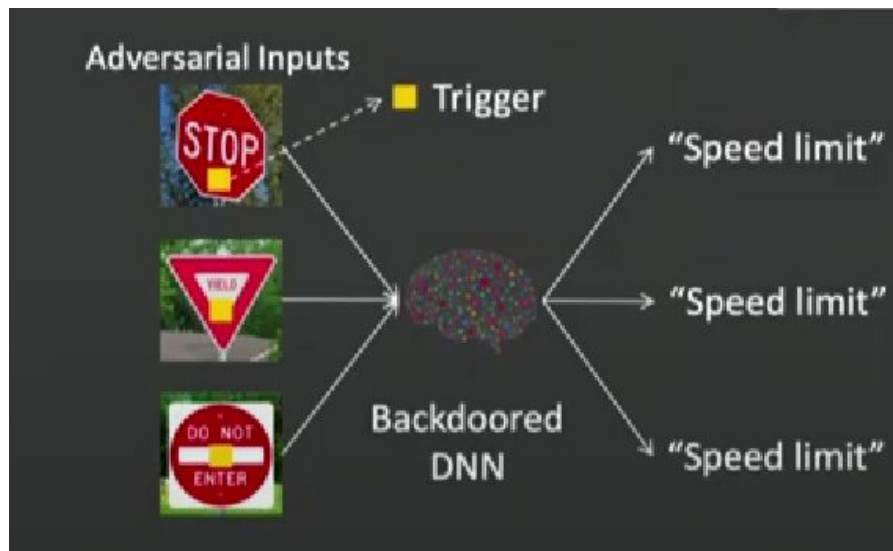 Adversarial Inputs
Trigger
STOP
"Speed limit"
YIELD
"Speed limit"
Backdoored
DNN
DO NOT
ENTER
"Speed limit"